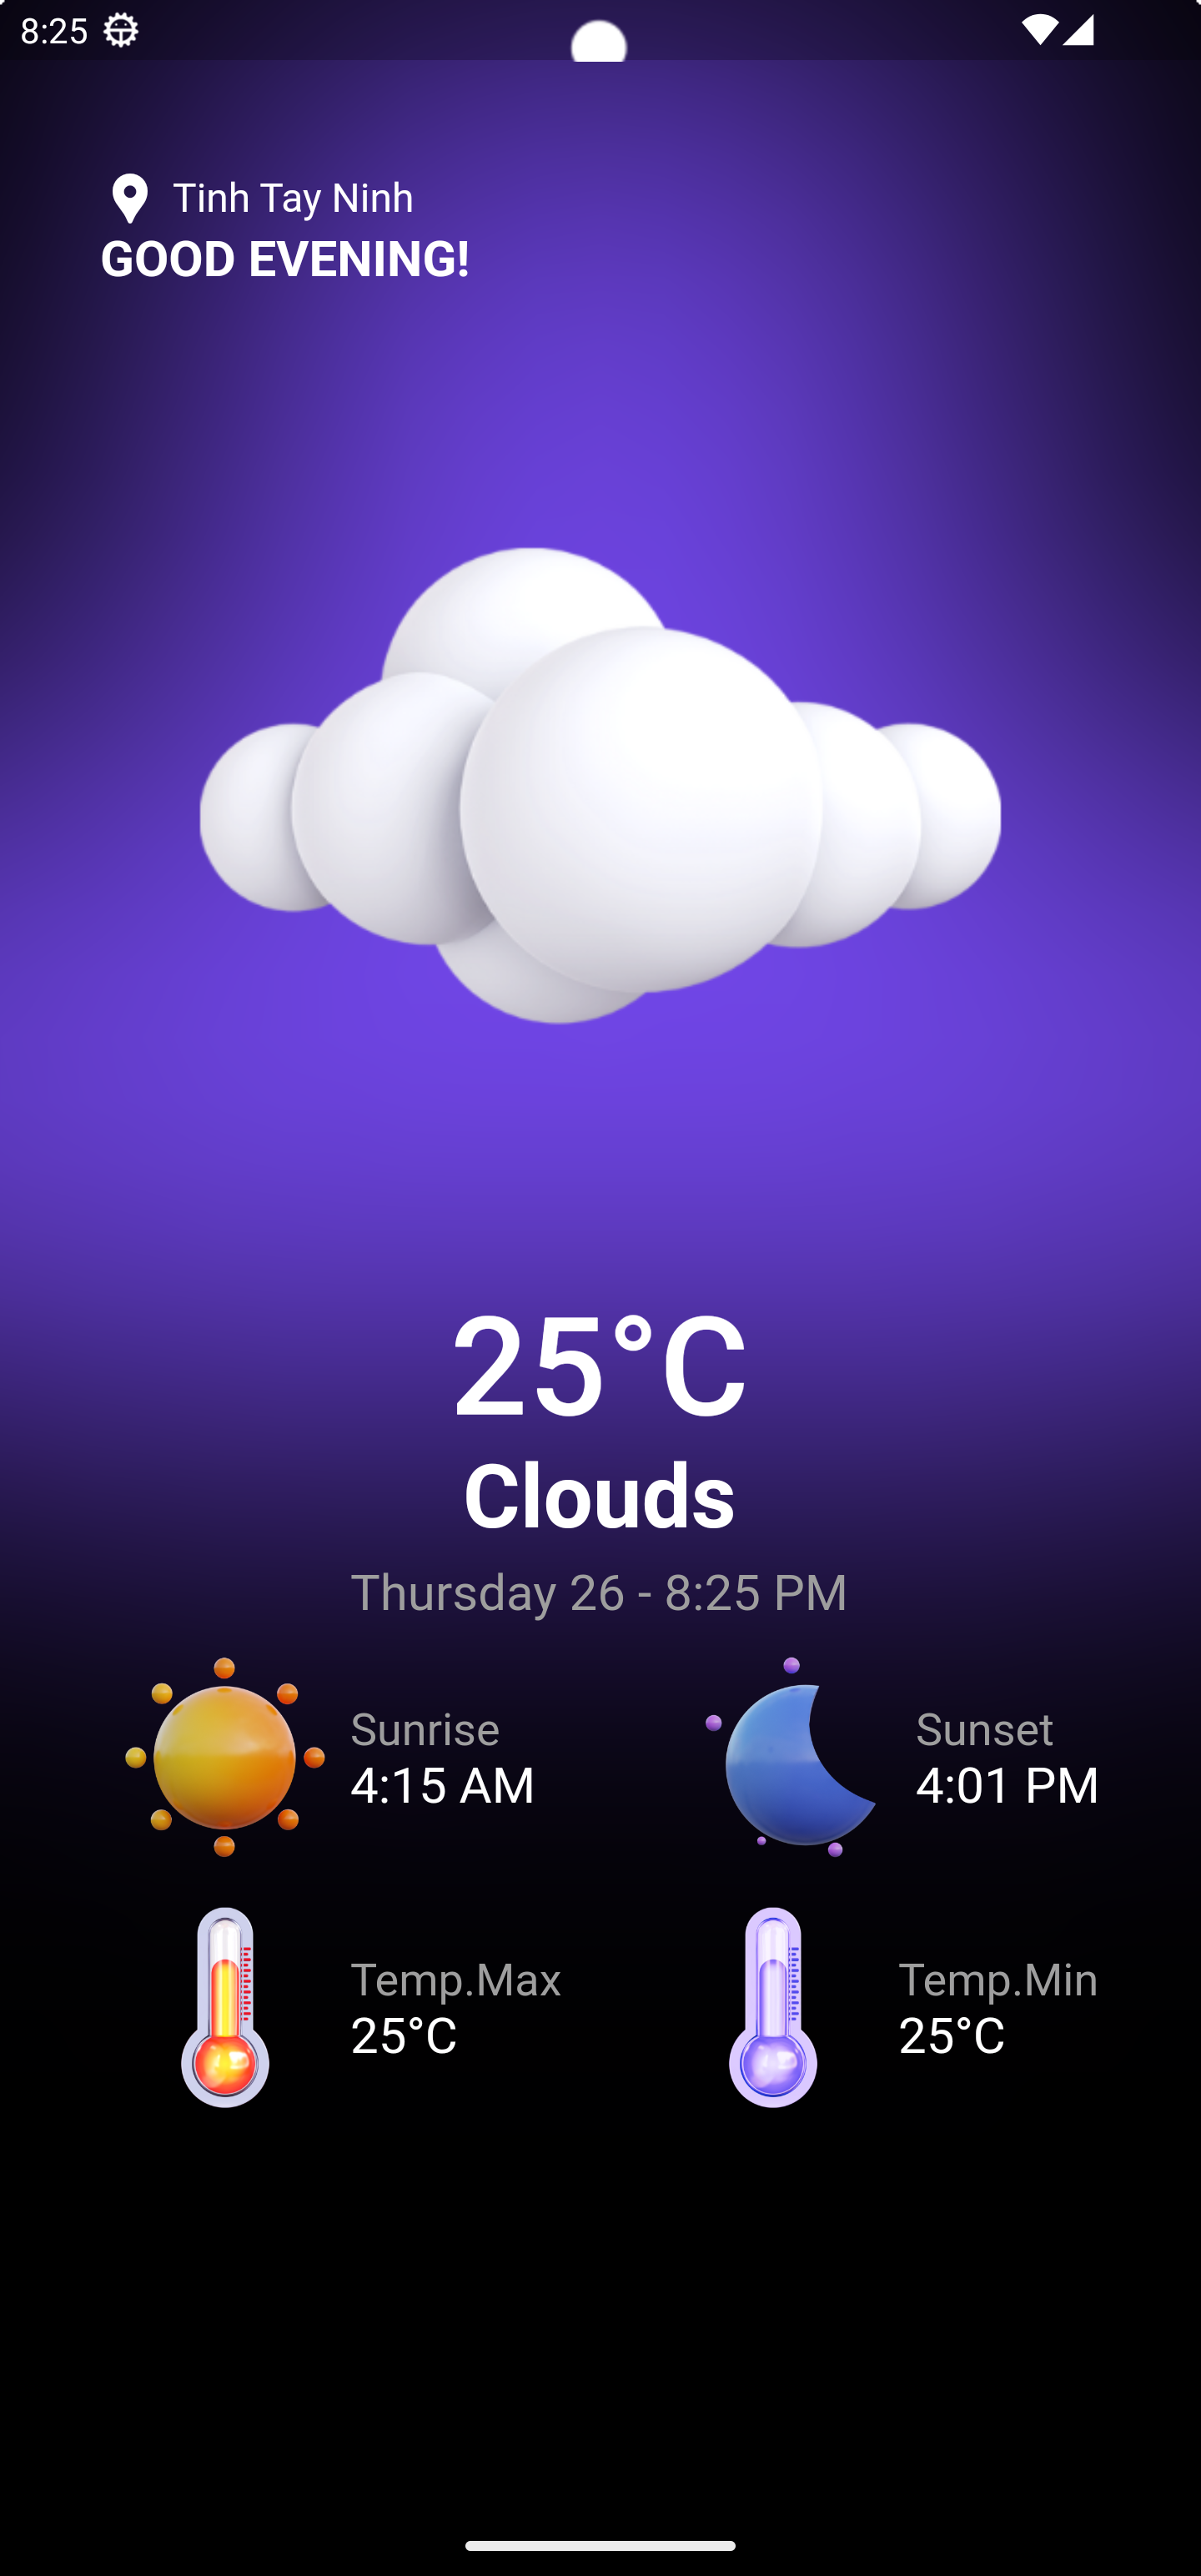 8:25
Tinh Tay Ninh
GOOD EVENING!
25°C
Clouds
Thursday 26 - 8:25 PM
Sunrise
4:15 AM
Sunset
4:01 PM
Temp.Max
25°C
Temp.Min
25°C